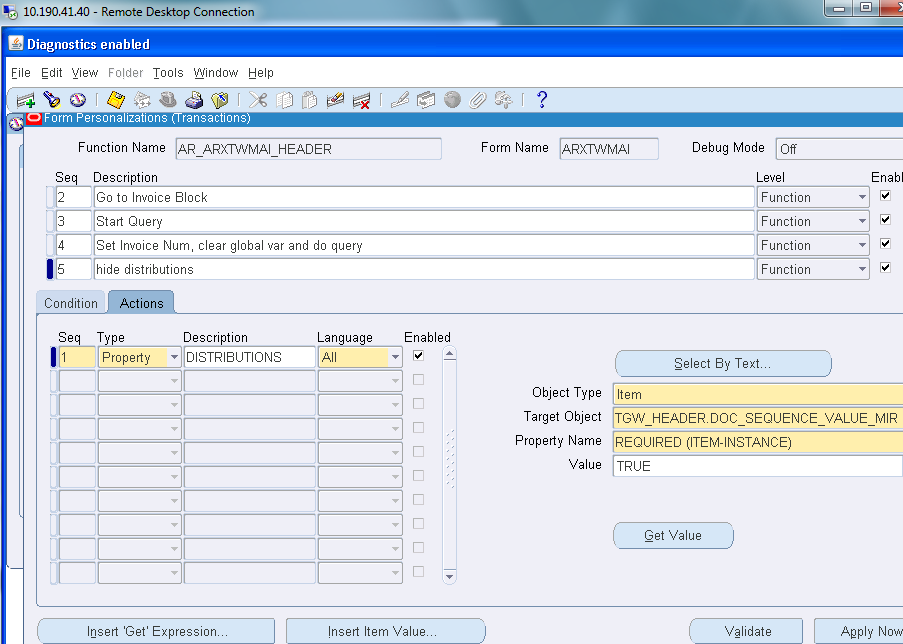 10.190.41.40 - Remote Desktop Connection
Diagnostics enabled
File Edit View Folder Tools Window Help
Form Personalizations (Transactions)
Function Name AR_ARXTWMAI_HEADER Form Name ARXTWMAI Debug Mode Off
Seq Description Level Enabl
2 Go to Invoice Block Function
3 Start Query Function
4 Set Invoice Num, clear global var and do query Function
5 hide distributions Function
Condition Actions
Seq Type Description Language Enabled
1 Property DISTRIBUTIONS All
Select By Text...
Object Type Item
Target Object TGW_HEADER.DOC_SEQUENCE_VALUE_MIR
Property Name REQUIRED (ITEM-INSTANCE)
Value TRUE
Get Value
Insert 'Get' Expression... Insert Item Value... Validate Apply Now